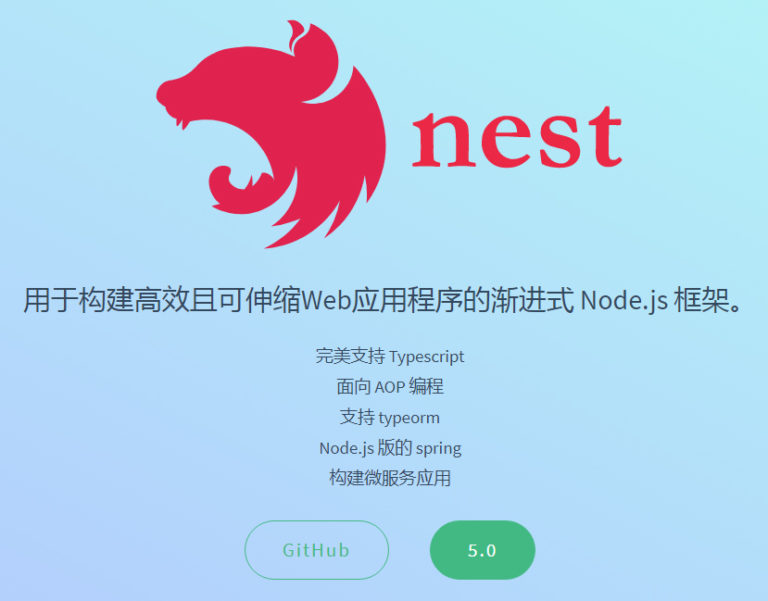 nest
用于构建高效且可伸缩Web应用程序的渐进式 Node.js 框架。
完美支持 Typescript
面向 AOP 编程
支持 typeorm
Node.js 版的 spring
构建微服务应用
GitHub
5.0